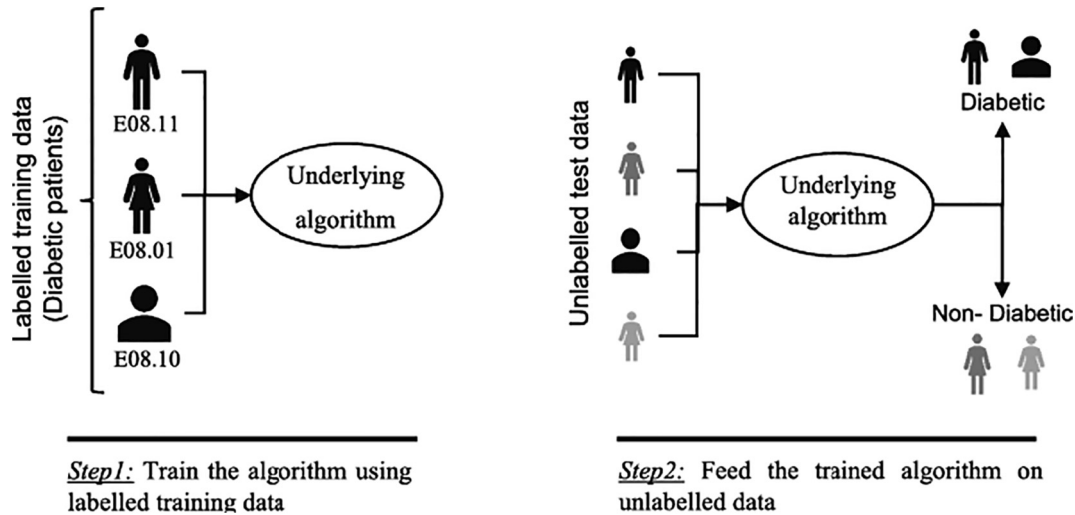 Labelled training data
(Diabetic patients)
E08.11
E08.01
E08.10
Underlying
algorithm
Step1: Train the algorithm using
labelled training data
Unlabelled test data
Underlying
algorithm
Diabetic
Non- Diabetic
Step2: Feed the trained algorithm on
unlabelled data